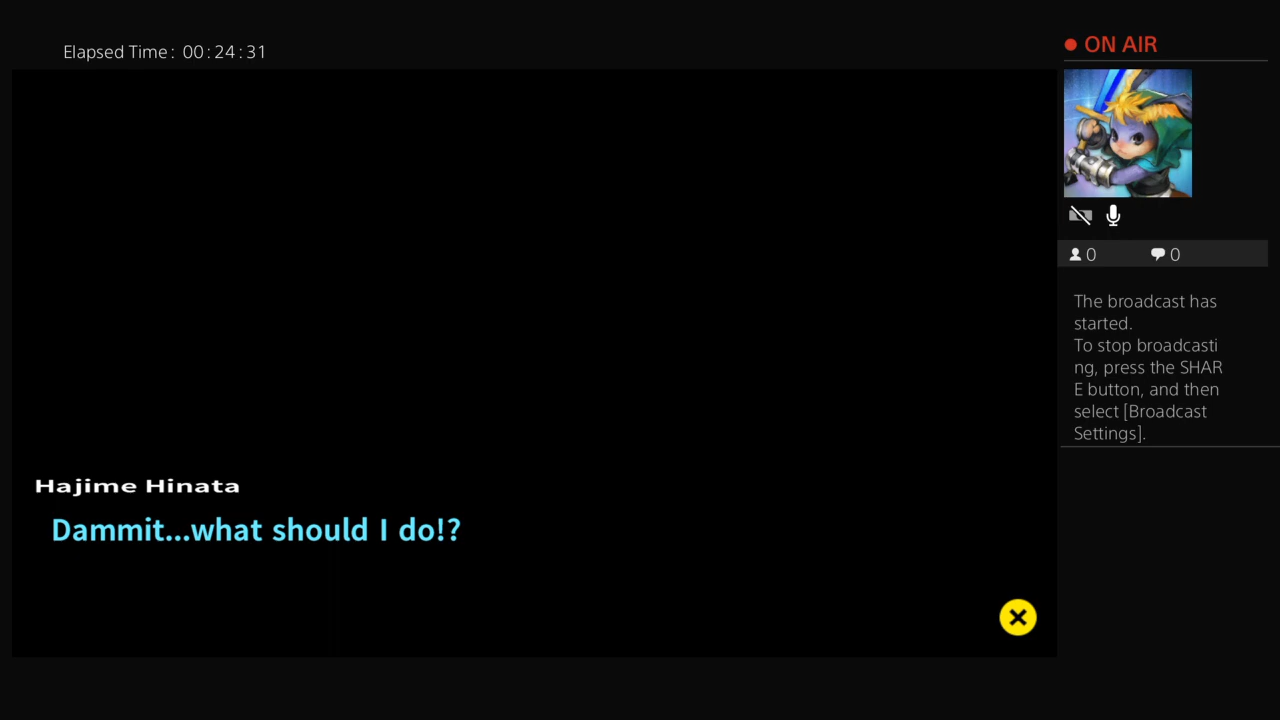 Elapsed Time: 00:24:31
ON AIR
0 0
The broadcast has
started.
To stop broadcasti
ng, press the SHAR
E button, and then
select [Broadcast
Settings].
Hajime Hinata
Dammit...what should I do!?